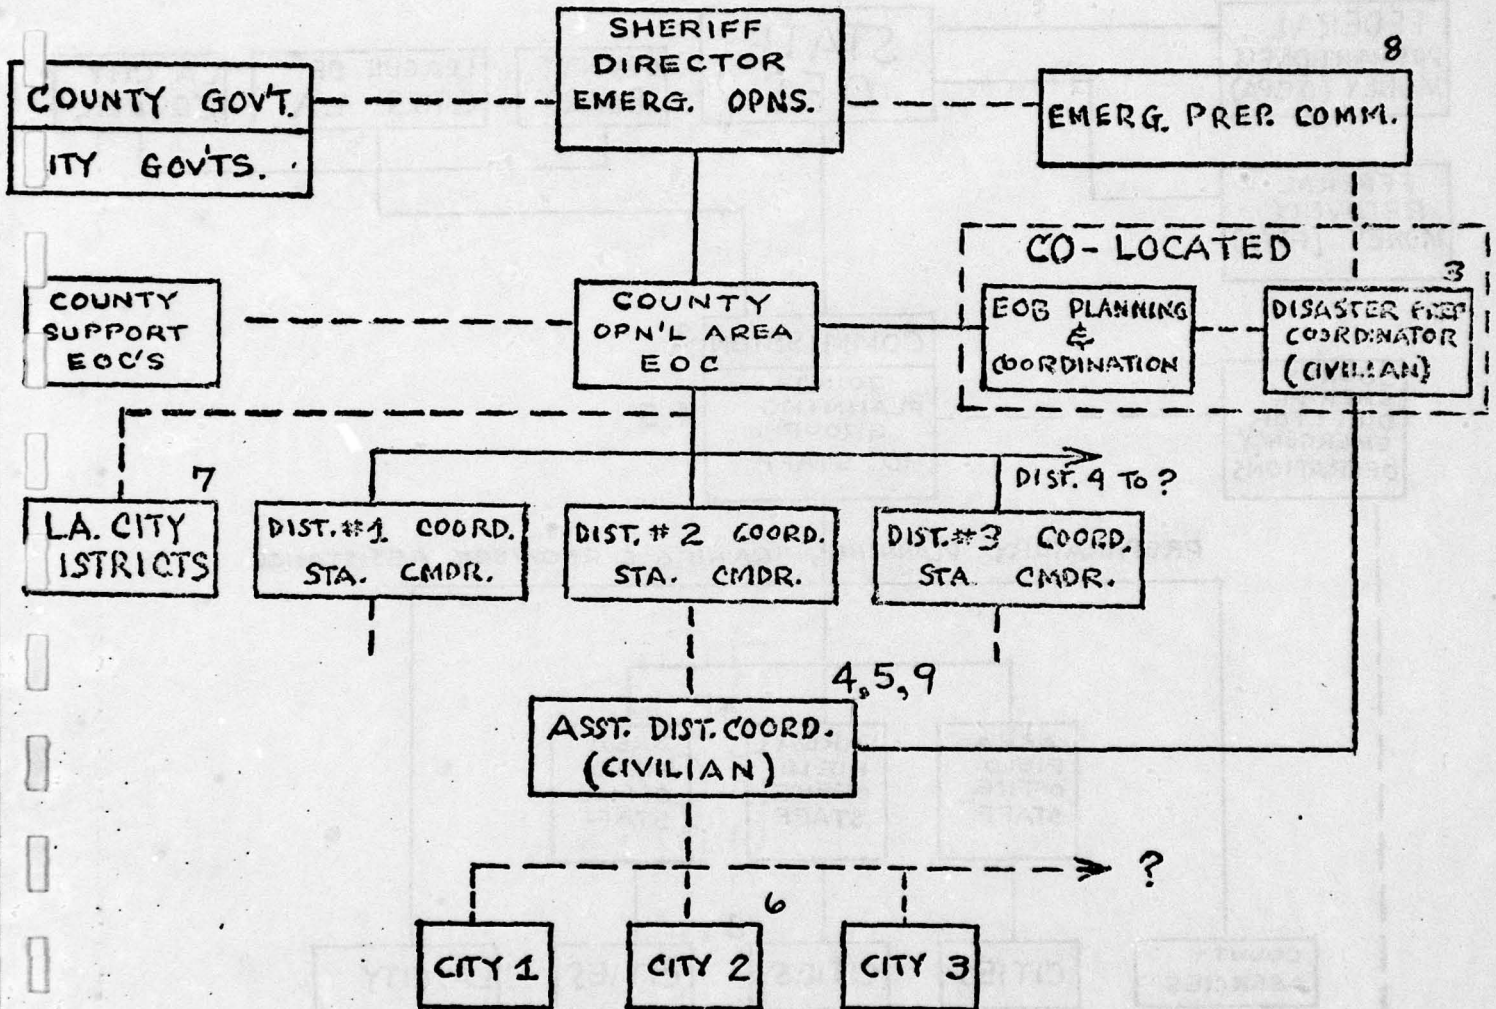 SHERIFF
DIRECTOR
EMERG. OPNS.
COUNTY GOV'T.
ITY GOV'TS.
8
EMERG. PREP. COMM.
CO-LOCATED
COUNTY
SUPPORT
EOC'S
COUNTY
OPN'L AREA
EOC
EOB PLANNING
&
COORDINATION
3
DISASTER PREP
COORDINATOR
(CIVILIAN)
7
L.A. CITY
ISTRICTS
DIST.#1 COORD.
STA. CMDR.
DIST.#2 COORD.
STA. CMDR.
DIST.#3 COORD.
STA. CMDR.
DIST. 4 TO ?
4,5,9
ASST. DIST. COORD.
(CIVILIAN)
?
6
CITY 1
CITY 2
CITY 3